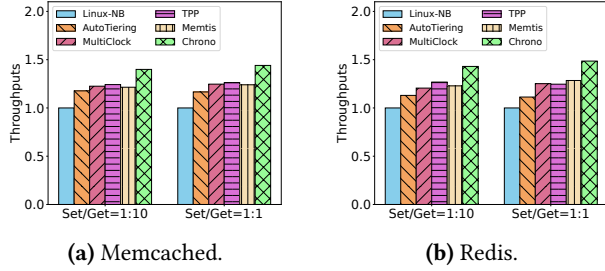 Linux-NB
AutoTiering
MultiClock
TPP
Memtis
Chrono
Throughputs
2.0
1.5
1.0
0.5
0.0
Set/Get=1:10
Set/Get=1:1
(a) Memcached.
Linux-NB
AutoTiering
MultiClock
TPP
Memtis
Chrono
Throughputs
2.0
1.5
1.0
0.5
0.0
Set/Get=1:10
Set/Get=1:1
(b) Redis.